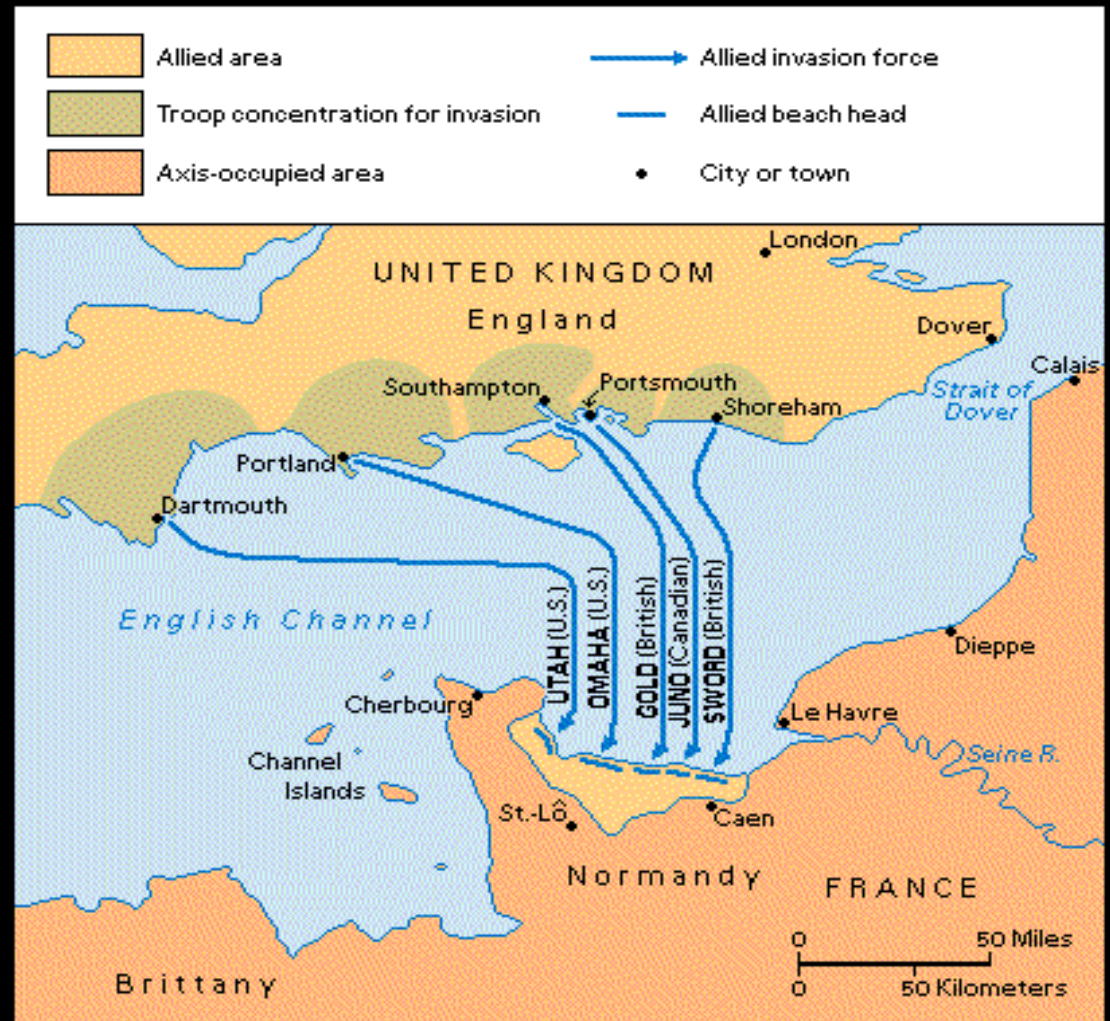 Allied area
Allied invasion force
Troop concentration for invasion
Allied beach head
Axis-occupied area
City or town
London
UNITED KINGDOM
England
Dover
Calais
Strait of
Dover
Southampton
Portsmouth
Shoreham
Portland
Dartmouth
English Channel
UTAH (U.S.)
OMAHA (U.S.)
GOLD (British)
JUNO (Canadian)
SWORD (British)
Dieppe
Cherbourg
Le Havre
Seine R.
Channel
Islands
St.-Lô
Caen
Normandy
FRANCE
Brittany
0 50 Miles
0 50 Kilometers